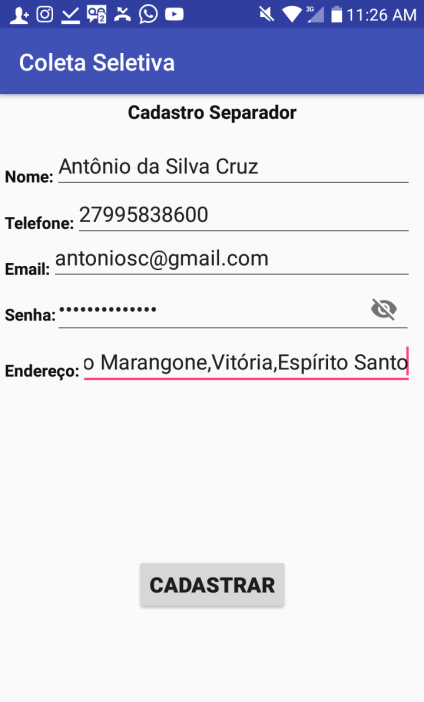 3G 11:26 AM
Coleta Seletiva
Cadastro Separador
Nome: Antônio da Silva Cruz
Telefone: 27995838600
Email: antoniosc@gmail.com
Senha: ••••••••••••••
Endereço: o Marangone,Vitória,Espírito Santo
CADASTRAR